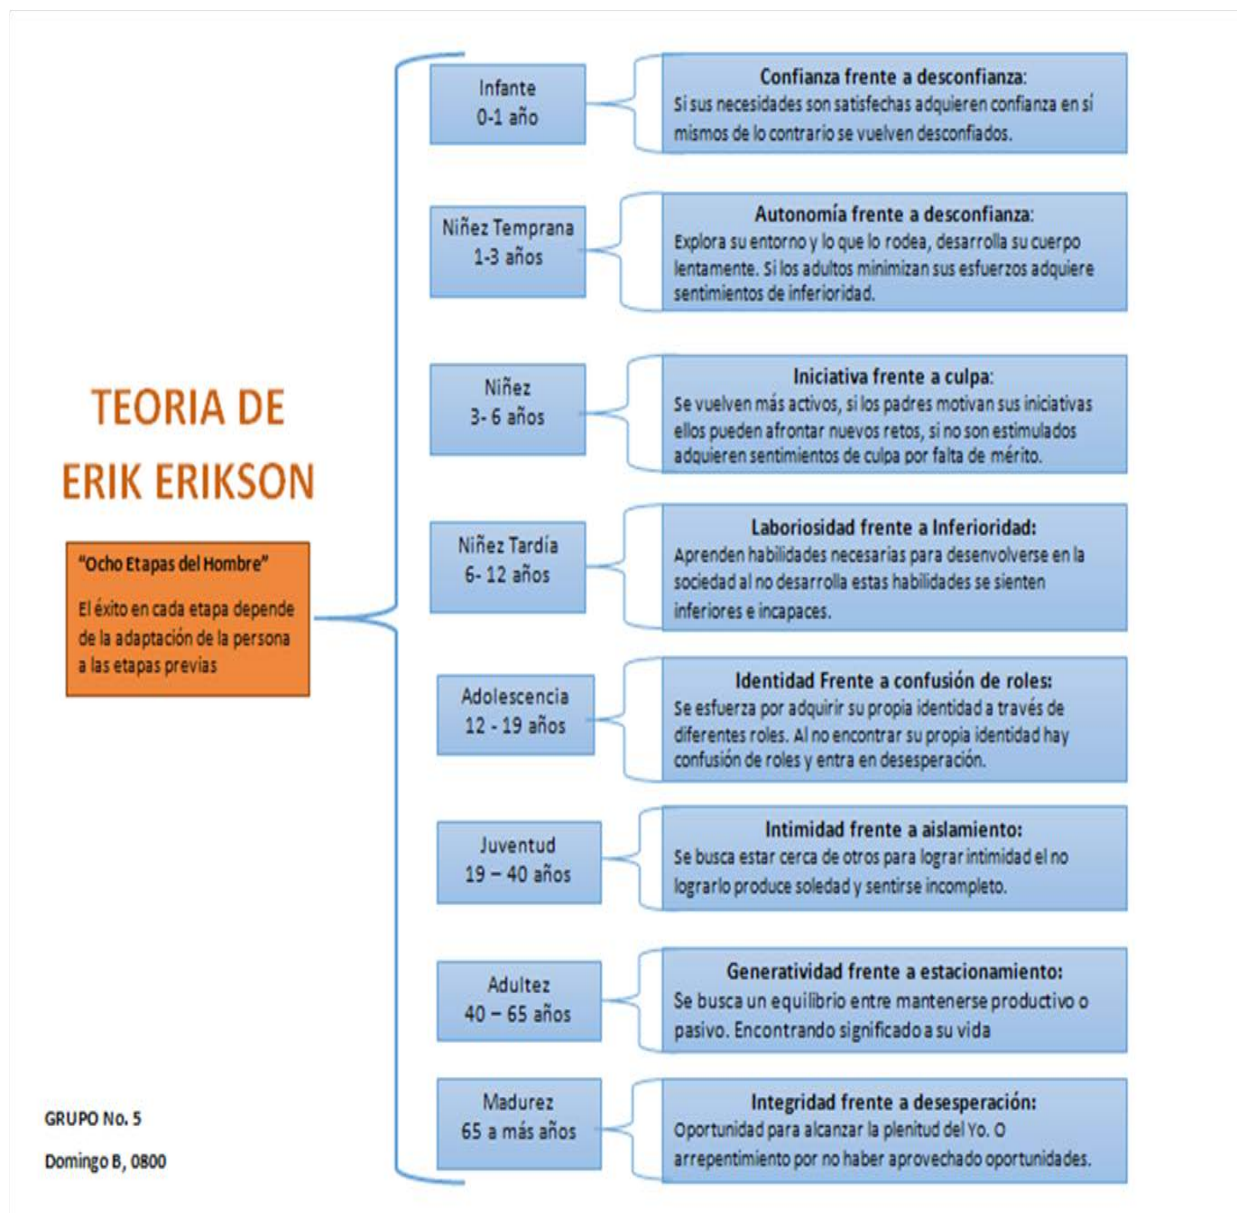 TEORIA DE
ERIK ERIKSON
“Ocho Etapas del Hombre”
El éxito en cada etapa depende
de la adaptación de la persona
a las etapas previas
Infante
0-1 año
Confianza frente a desconfianza:
Si sus necesidades son satisfechas adquieren confianza en sí
mismos de lo contrario se vuelven desconfiados.
Niñez Temprana
1-3 años
Autonomía frente a desconfianza:
Explora su entorno y lo que lo rodea, desarrolla su cuerpo
lentamente. Si los adultos minimizan sus esfuerzos adquiere
sentimientos de inferioridad.
Niñez
3- 6 años
Iniciativa frente a culpa:
Se vuelven más activos, si los padres motivan sus iniciativas
ellos pueden afrontar nuevos retos, si no son estimulados
adquieren sentimientos de culpa por falta de mérito.
Niñez Tardía
6- 12 años
Laboriosidad frente a Inferioridad:
Aprenden habilidades necesarias para desenvolverse en la
sociedad al no desarrolla estas habilidades se sienten
inferiores e incapaces.
Adolescencia
12 - 19 años
Identidad Frente a confusión de roles:
Se esfuerza por adquirir su propia identidad a través de
diferentes roles. Al no encontrar su propia identidad hay
confusión de roles y entra en desesperación.
Juventud
19 – 40 años
Intimidad frente a aislamiento:
Se busca estar cerca de otros para lograr intimidad el no
lograrlo produce soledad y sentirse incompleto.
Adultez
40 – 65 años
Generatividad frente a estacionamiento:
Se busca un equilibrio entre mantenerse productivo o
pasivo. Encontrando significado a su vida
Madurez
65 a más años
Integridad frente a desesperación:
Oportunidad para alcanzar la plenitud del Yo. O
arrepentimiento por no haber aprovechado oportunidades.
GRUPO No. 5
Domingo B, 0800